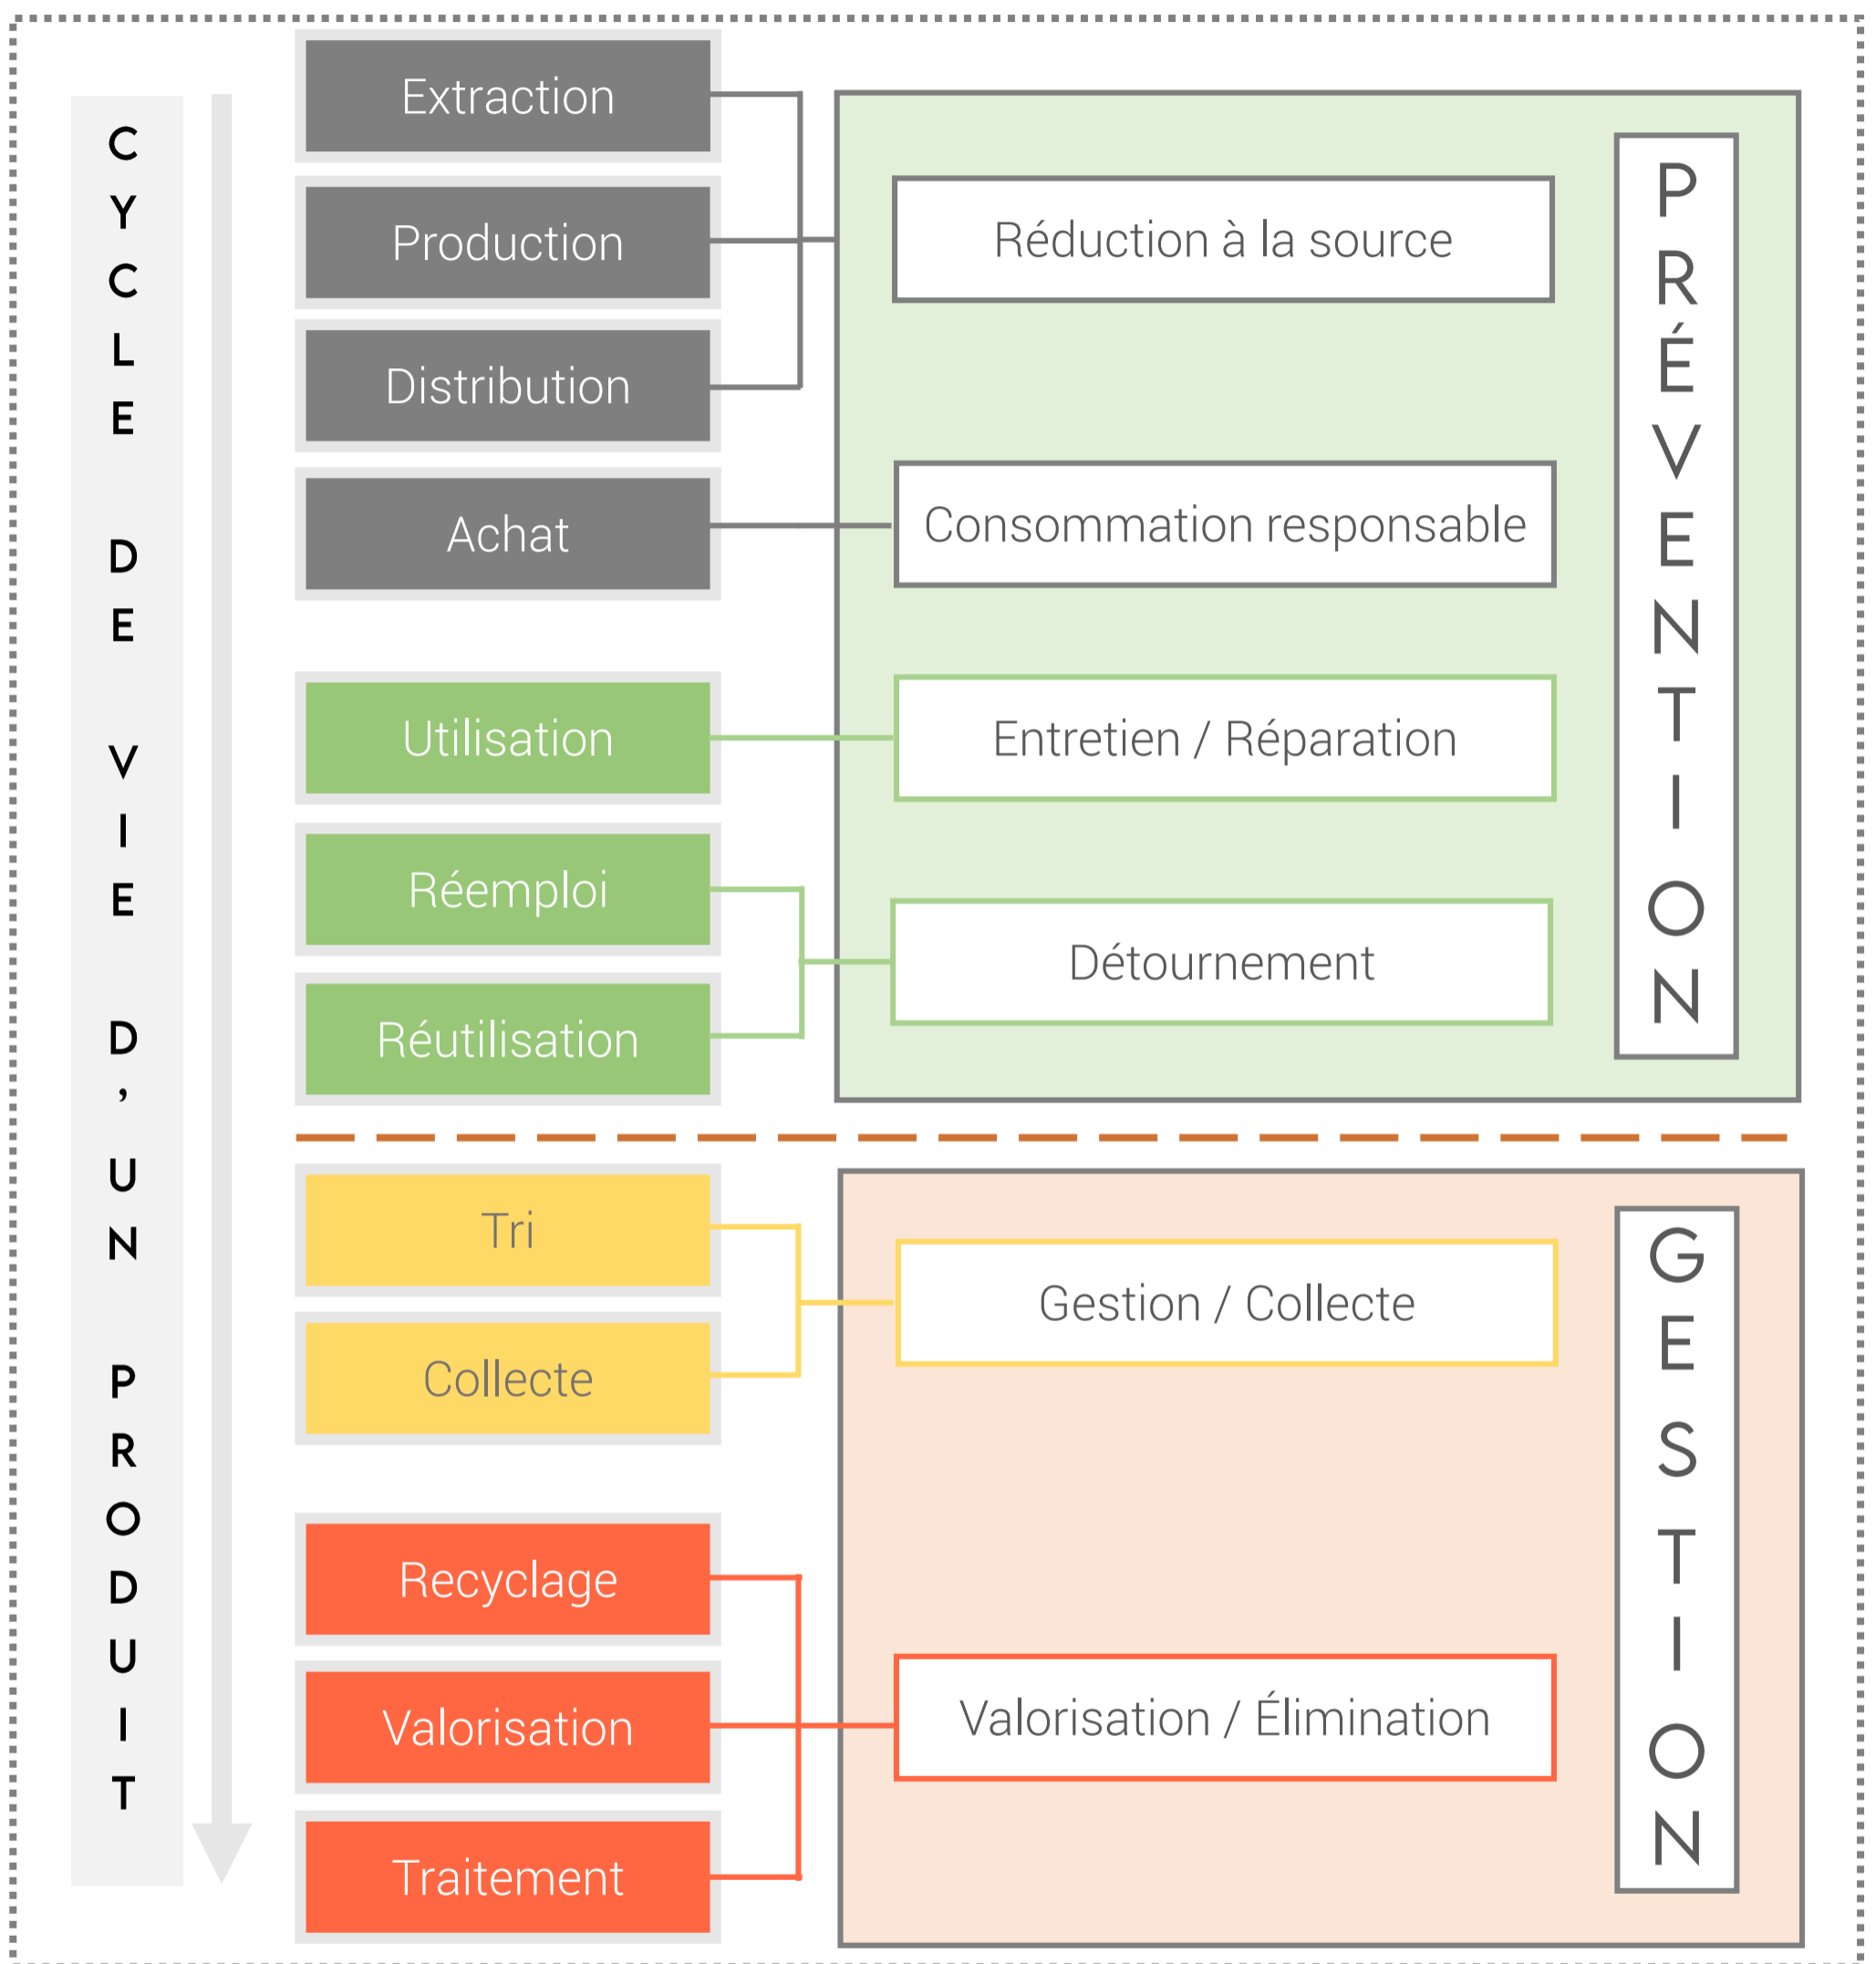 CYCLE DE VIE D'UN PRODUIT
Extraction
Production
Distribution
Achat
Utilisation
Réemploi
Réutilisation
Réduction à la source
Consommation responsable
Entretien / Réparation
Détournement
PRÉVENTION
Tri
Collecte
Recyclage
Valorisation
Traitement
Gestion / Collecte
Valorisation / Élimination
GESTION